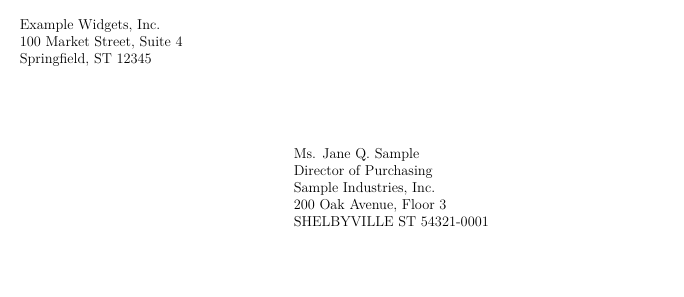 Example Widgets, Inc.
100 Market Street, Suite 4
Springfield, ST 12345
Ms. Jane Q. Sample
Director of Purchasing
Sample Industries, Inc.
200 Oak Avenue, Floor 3
SHELBYVILLE ST 54321-0001